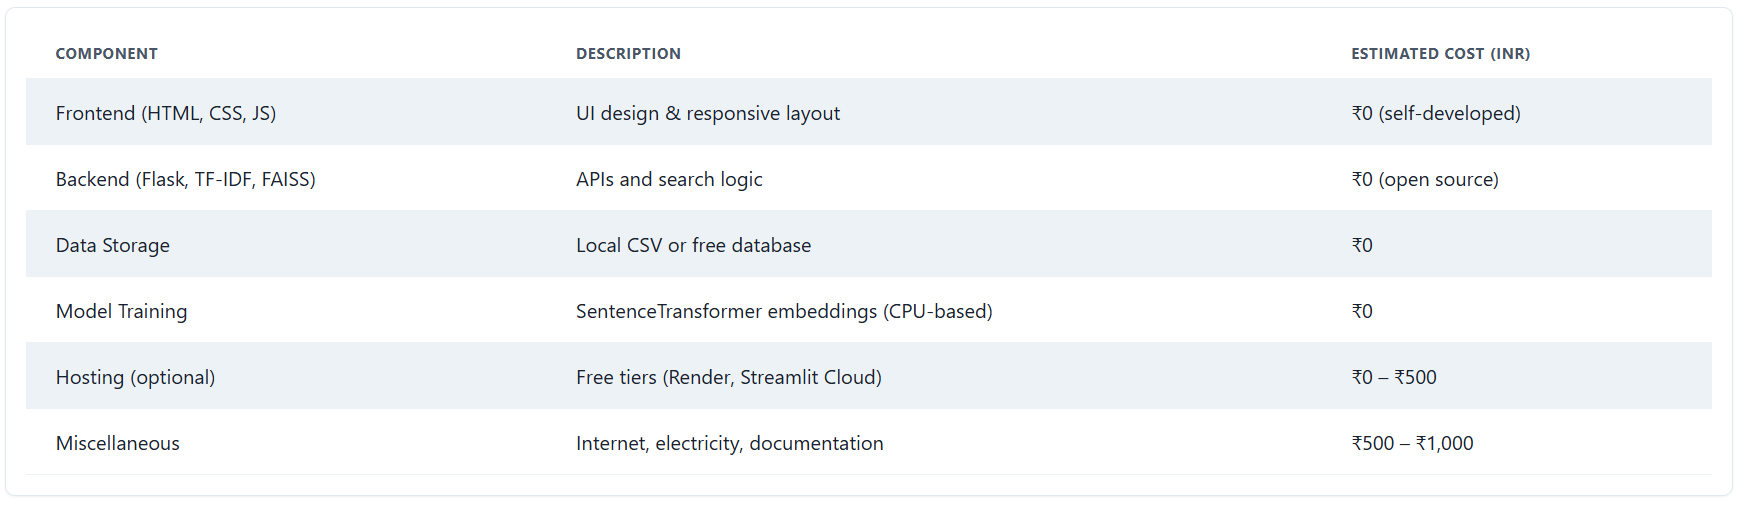 COMPONENT DESCRIPTION ESTIMATED COST (INR)
Frontend (HTML, CSS, JS) UI design & responsive layout ₹0 (self-developed)
Backend (Flask, TF-IDF, FAISS) APIs and search logic ₹0 (open source)
Data Storage Local CSV or free database ₹0
Model Training SentenceTransformer embeddings (CPU-based) ₹0
Hosting (optional) Free tiers (Render, Streamlit Cloud) ₹0 – ₹500
Miscellaneous Internet, electricity, documentation ₹500 – ₹1,000